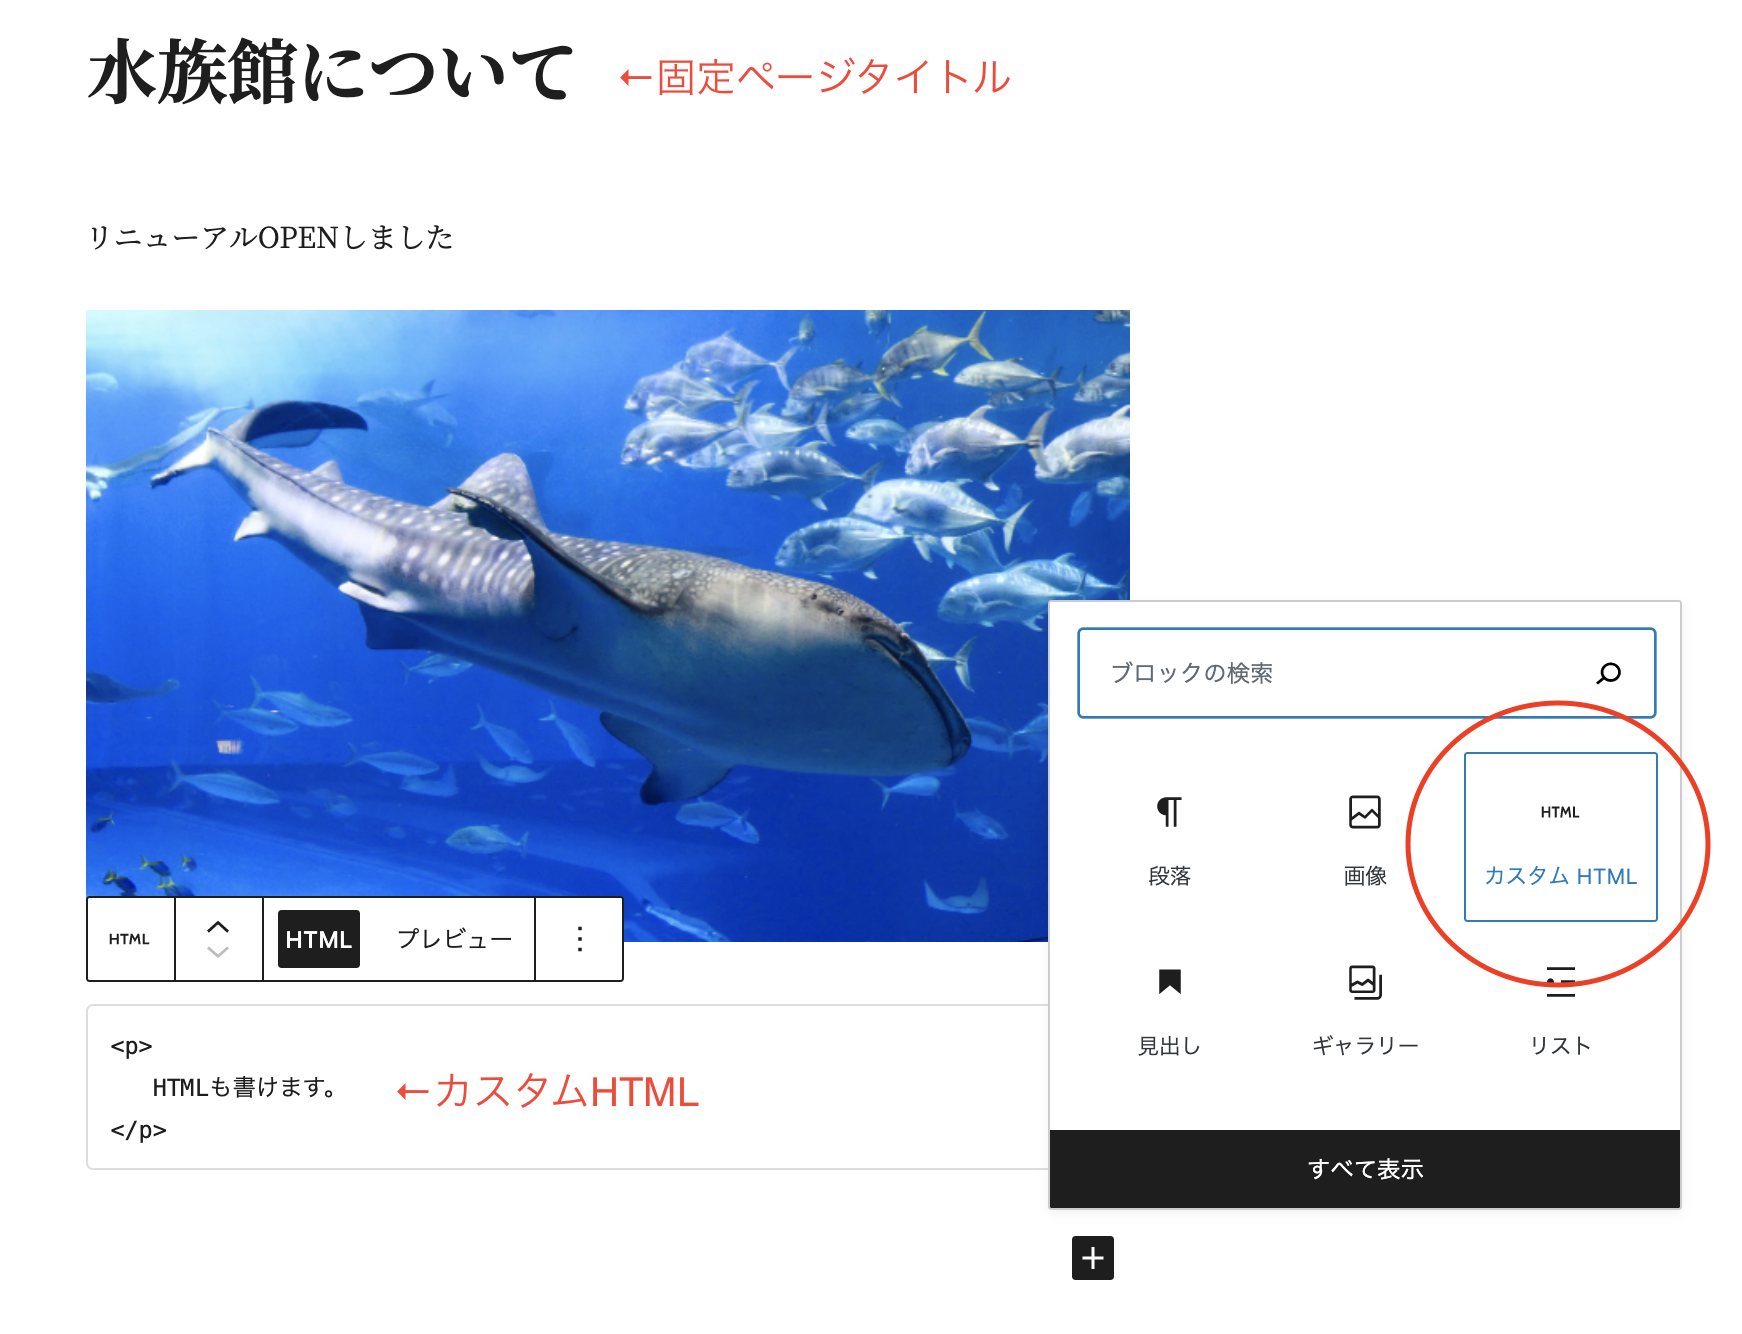 水族館について ←固定ページタイトル
リニューアルOPENしました
ブロックの検索
HTML
段落 画像 カスタム HTML
HTML HTML プレビュー
見出し ギャラリー リスト
<p>
HTMLも書けます。 ←カスタムHTML
</p>
すべて表示